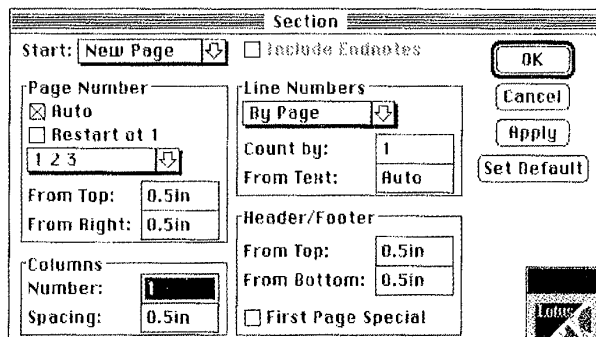 Section
Start: New Page
Include Endnotes
OK
Cancel
Apply
Set Default
Page Number
Auto
Restart at 1
1 2 3
From Top: 0.5in
From Right: 0.5in
Line Numbers
By Page
Count by: 1
From Text: Auto
Columns
Number: 1
Spacing: 0.5in
Header/Footer
From Top: 0.5in
From Bottom: 0.5in
First Page Special
Lotus